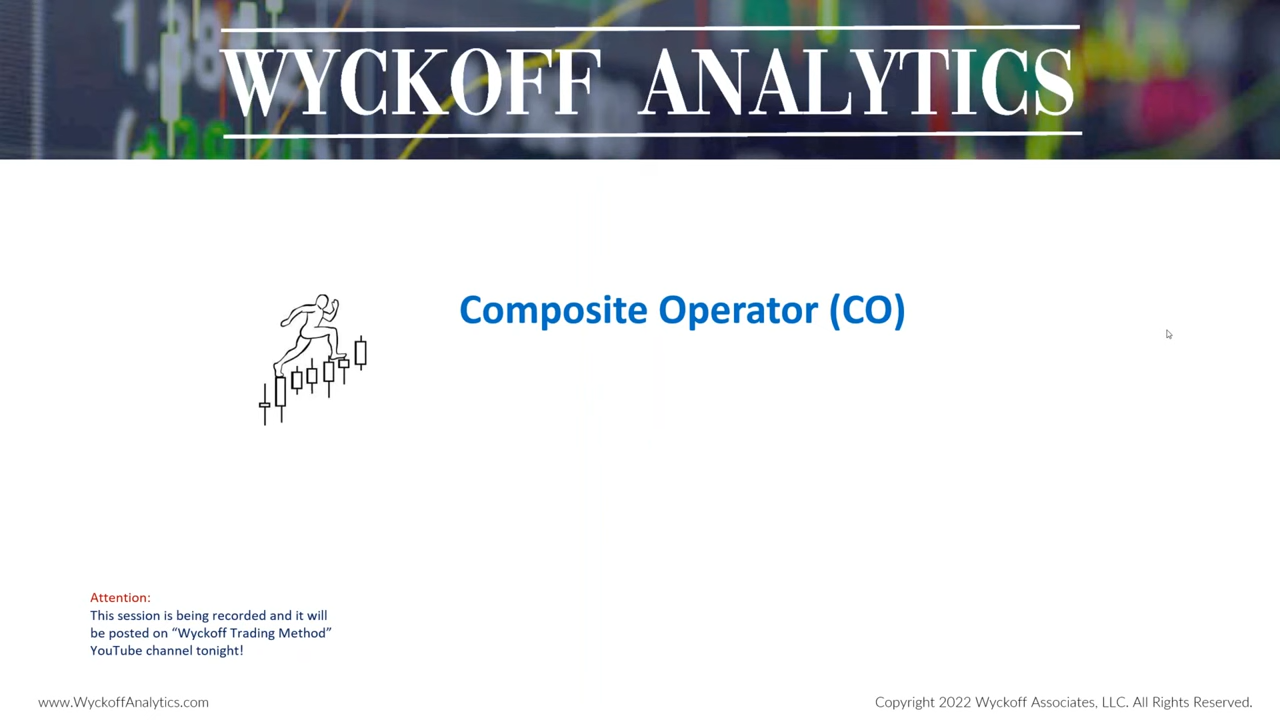 WYCKOFF ANALYTICS
Composite Operator (CO)
Attention:
This session is being recorded and it will
be posted on “Wyckoff Trading Method”
YouTube channel tonight!
www.WyckoffAnalytics.com
Copyright 2022 Wyckoff Associates, LLC. All Rights Reserved.